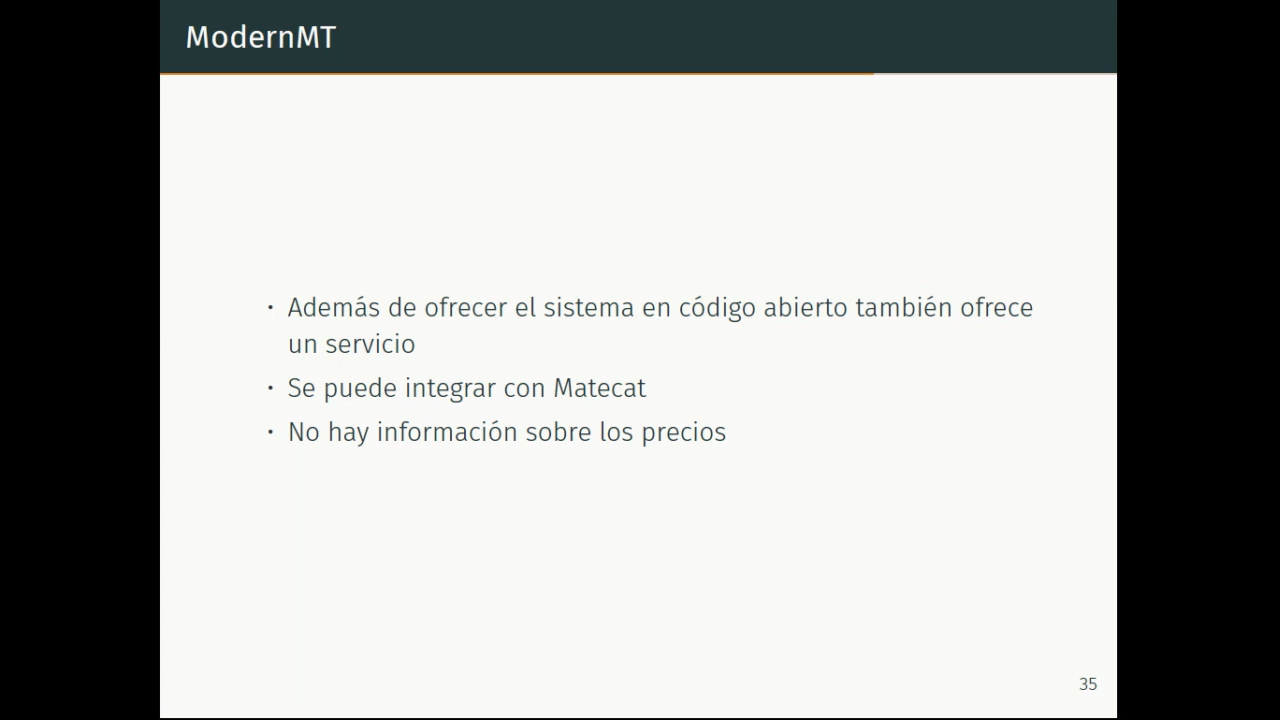 ModernMT
· Además de ofrecer el sistema en código abierto también ofrece
un servicio
· Se puede integrar con Matecat
· No hay información sobre los precios
35